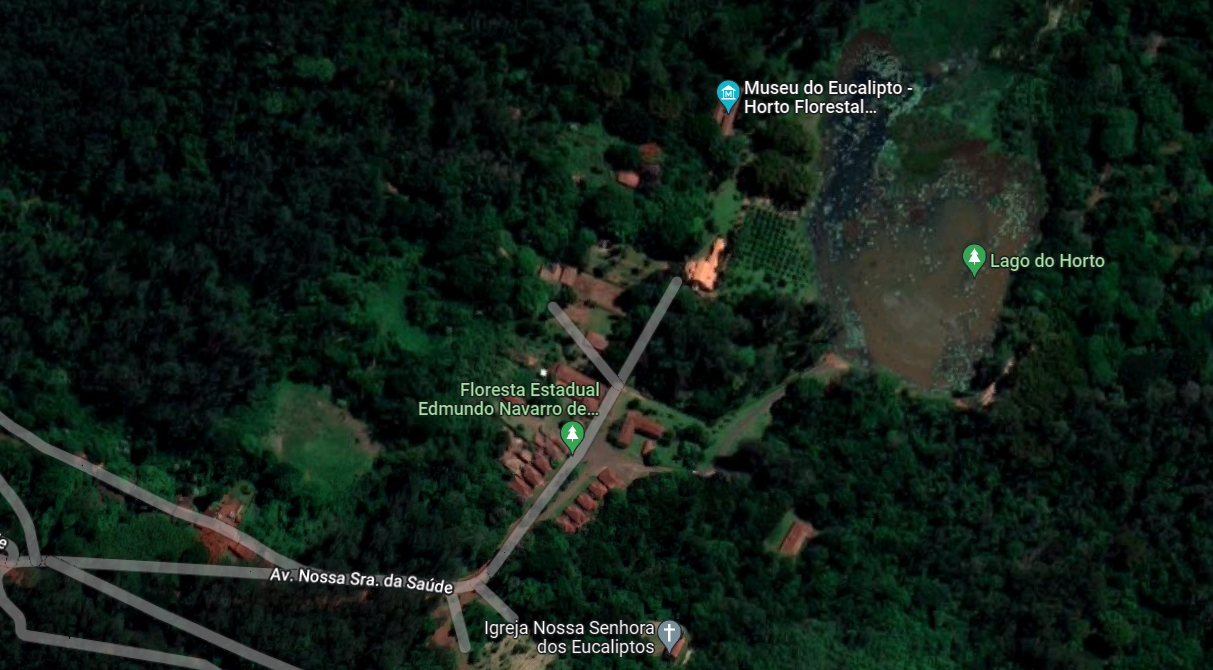 Museu do Eucalipto -
Horto Florestal...
Lago do Horto
Floresta Estadual
Edmundo Navarro de...
Av. Nossa Sra. da Saúde
Igreja Nossa Senhora
dos Eucaliptos